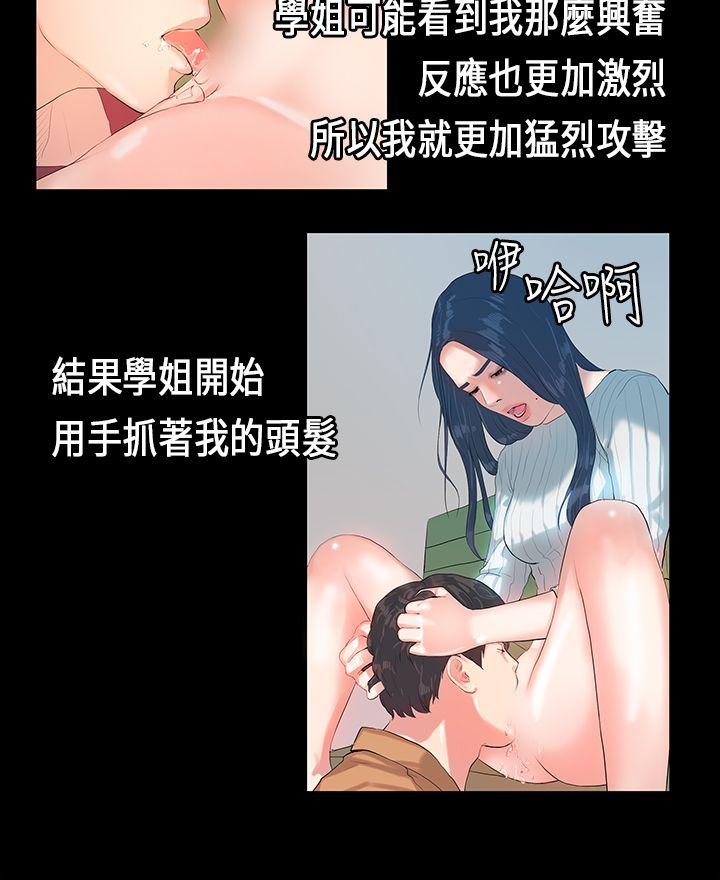 學姐可能看到我那麼興奮
反應也更加激烈
所以我就更加猛烈攻擊
咿
哈啊
結果學姐開始
用手抓著我的頭髮